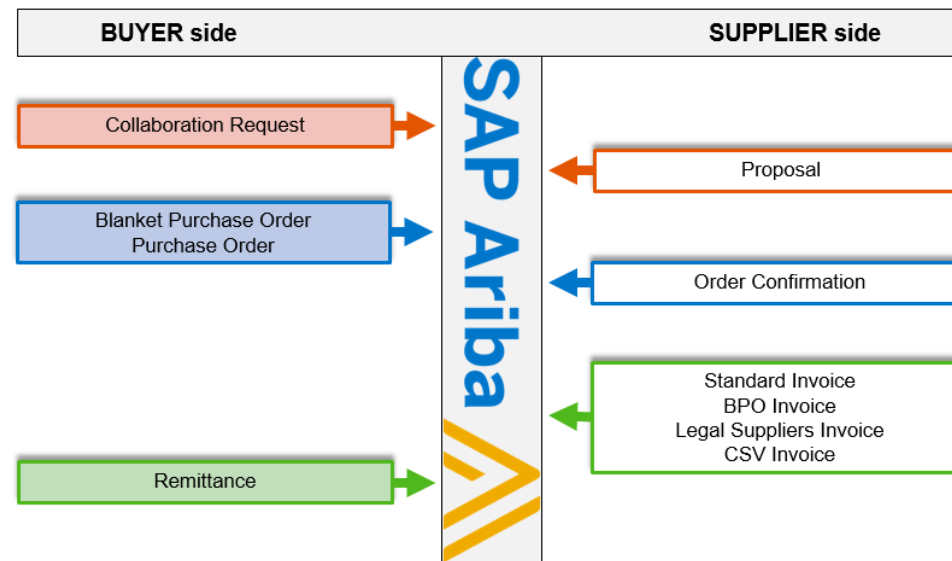 BUYER side
SUPPLIER side
SAP Ariba
Collaboration Request
Proposal
Blanket Purchase Order
Purchase Order
Order Confirmation
Standard Invoice
BPO Invoice
Legal Suppliers Invoice
CSV Invoice
Remittance